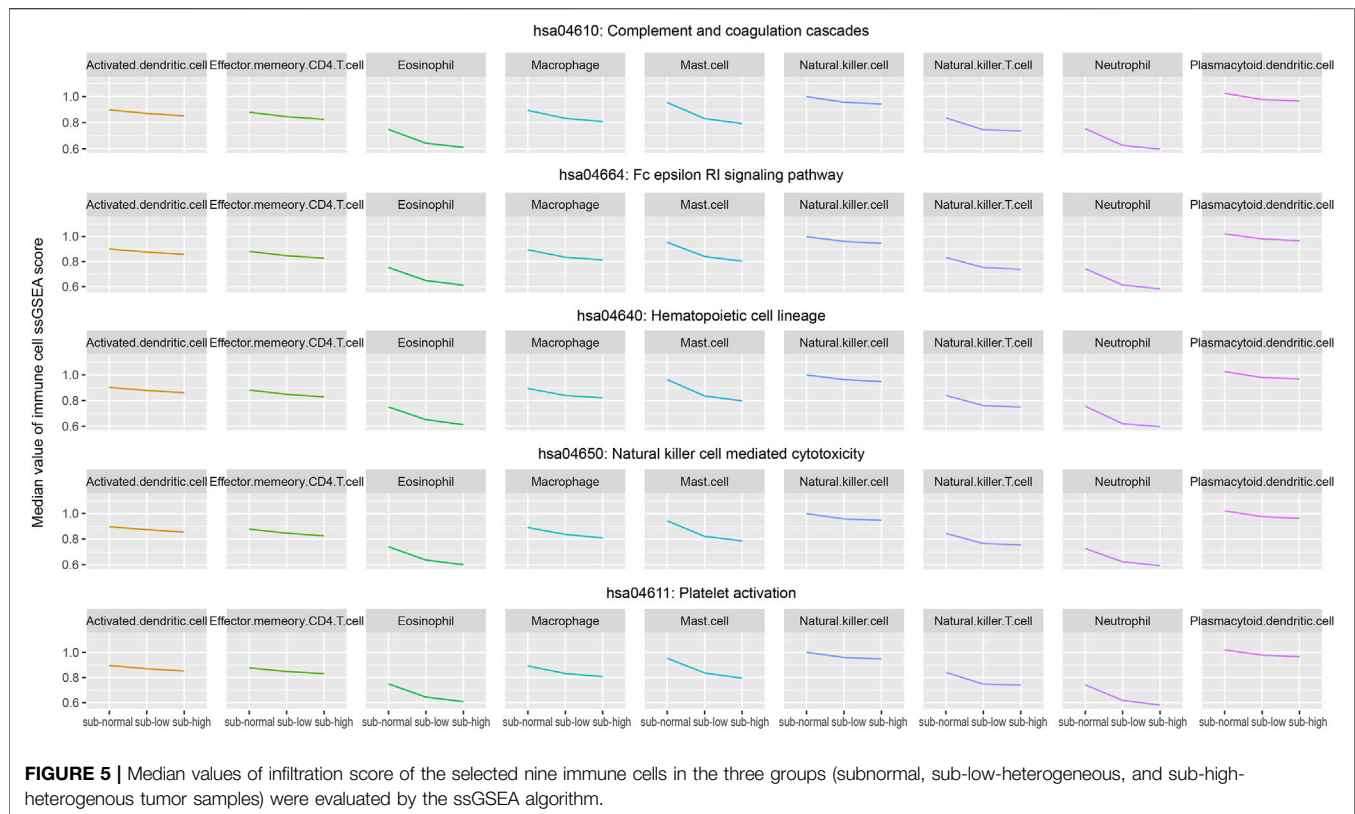 hsa04610: Complement and coagulation cascades
Activated.dendritic.cell Effector.memeory.CD4.T.cell Eosinophil Macrophage Mast.cell Natural.killer.cell Natural.killer.T.cell Neutrophil Plasmacytoid.dendritic.cell
1.0
0.8
0.6
hsa04664: Fc epsilon RI signaling pathway
Activated.dendritic.cell Effector.memeory.CD4.T.cell Eosinophil Macrophage Mast.cell Natural.killer.cell Natural.killer.T.cell Neutrophil Plasmacytoid.dendritic.cell
1.0
0.8
0.6
Median value of immune cell ssGSEA score
hsa04640: Hematopoietic cell lineage
Activated.dendritic.cell Effector.memeory.CD4.T.cell Eosinophil Macrophage Mast.cell Natural.killer.cell Natural.killer.T.cell Neutrophil Plasmacytoid.dendritic.cell
1.0
0.8
0.6
hsa04650: Natural killer cell mediated cytotoxicity
Activated.dendritic.cell Effector.memeory.CD4.T.cell Eosinophil Macrophage Mast.cell Natural.killer.cell Natural.killer.T.cell Neutrophil Plasmacytoid.dendritic.cell
1.0
0.8
0.6
hsa04611: Platelet activation
Activated.dendritic.cell Effector.memeory.CD4.T.cell Eosinophil Macrophage Mast.cell Natural.killer.cell Natural.killer.T.cell Neutrophil Plasmacytoid.dendritic.cell
1.0
0.8
0.6
sub-normal sub-low sub-high sub-normal sub-low sub-high sub-normal sub-low sub-high sub-normal sub-low sub-high sub-normal sub-low sub-high sub-normal sub-low sub-high sub-normal sub-low sub-high sub-normal sub-low sub-high sub-normal sub-low sub-high
FIGURE 5 | Median values of infiltration score of the selected nine immune cells in the three groups (subnormal, sub-low-heterogeneous, and sub-high-
heterogenous tumor samples) were evaluated by the ssGSEA algorithm.